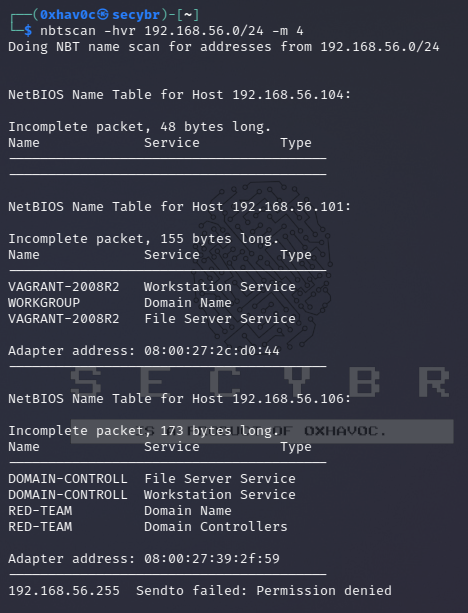 ┌──(0xhav0c㉿secybr)-[~]
└─$ nbtscan -hvr 192.168.56.0/24 -m 4
Doing NBT name scan for addresses from 192.168.56.0/24
NetBIOS Name Table for Host 192.168.56.104:
Incomplete packet, 48 bytes long.
Name Service Type
----------------------------------------
----------------------------------------
NetBIOS Name Table for Host 192.168.56.101:
Incomplete packet, 155 bytes long.
Name Service Type
----------------------------------------
VAGRANT-2008R2 Workstation Service
WORKGROUP Domain Name
VAGRANT-2008R2 File Server Service
Adapter address: 08:00:27:2c:d0:44
----------------------------------------
SECYBR
NetBIOS Name Table for Host 192.168.56.106:
Incomplete packet, 173 bytes long.
OF 0XHAVOC.
Name Service Type
----------------------------------------
DOMAIN-CONTROLL File Server Service
DOMAIN-CONTROLL Workstation Service
RED-TEAM Domain Name
RED-TEAM Domain Controllers
Adapter address: 08:00:27:39:2f:59
----------------------------------------
192.168.56.255 Sendto failed: Permission denied